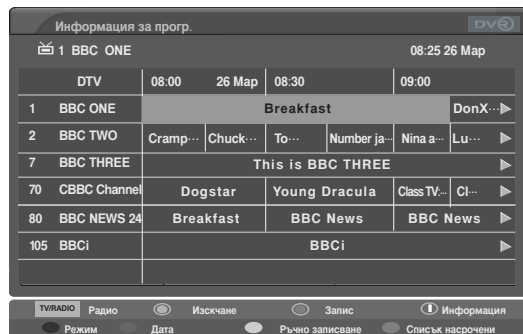 Информация за прогр. DVR
1 BBC ONE 08:25 26 Мар
DTV 08:00 26 Мар 08:30 09:00
1 BBC ONE Breakfast DonX...
2 BBC TWO Cramp... Chuck... To... Number ja... Nina a... Lu...
7 BBC THREE This is BBC THREE
70 CBBC Channel Dogstar Young Dracula Class TV:... Cl...
80 BBC NEWS 24 Breakfast BBC News BBC News
105 BBCi BBCi
TV/RADIO Радио Изскчане Запис Информация
Режим Дата Ръчно записване Списък насрочени